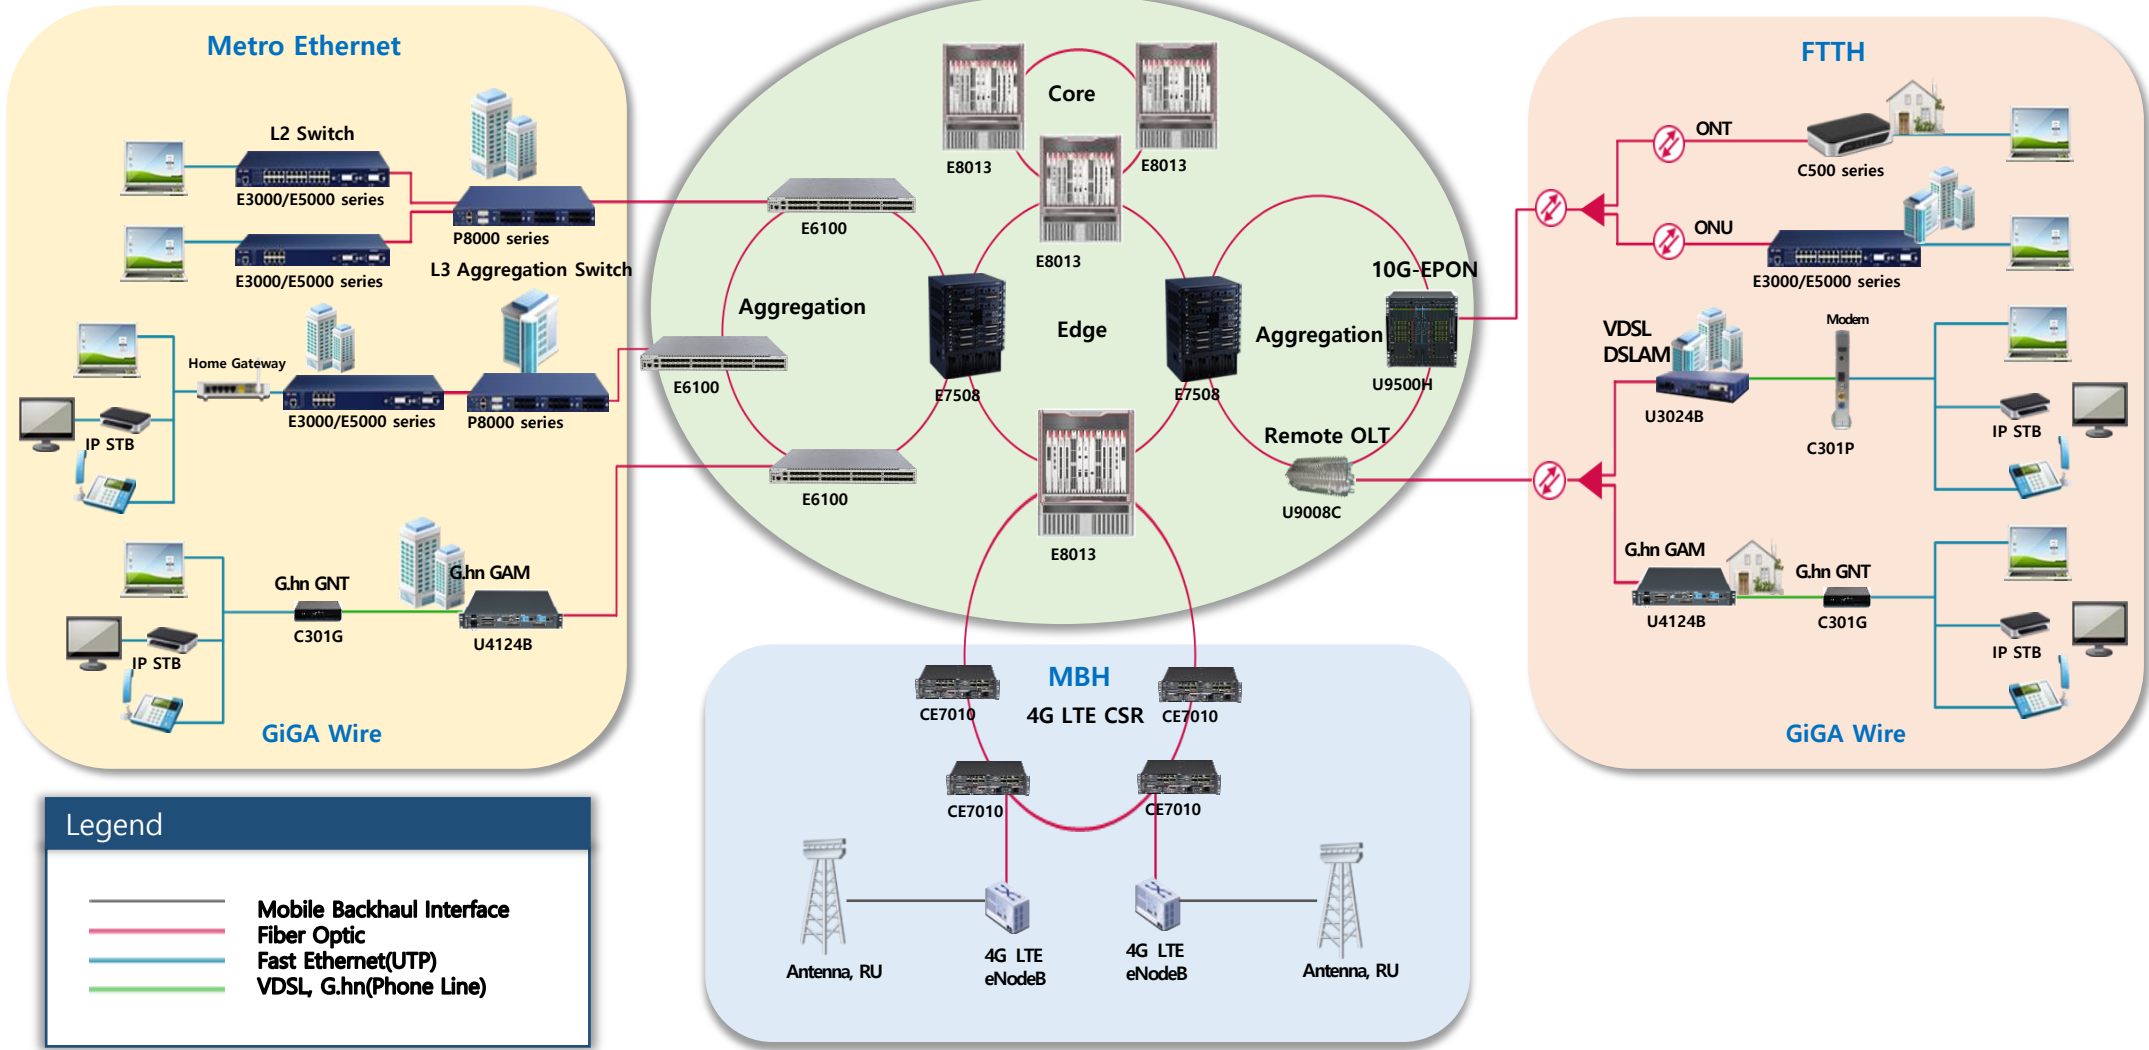 Metro Ethernet
L2 Switch
E3000/E5000 series
P8000 series
E3000/E5000 series
L3 Aggregation Switch
Home Gateway
E3000/E5000 series
P8000 series
IP STB
G.hn GNT
C301G
G.hn GAM
U4124B
IP STB
GiGA Wire
Core
E8013
E8013
E8013
E6100
Aggregation
E6100
E6100
E7508
Edge
E7508
Aggregation
10G-EPON
U9500H
Remote OLT
U9008C
E8013
MBH
4G LTE CSR
CE7010
CE7010
CE7010
CE7010
4G LTE
eNodeB
4G LTE
eNodeB
Antenna, RU
Antenna, RU
FTTH
ONT
C500 series
ONU
E3000/E5000 series
VDSL
DSLAM
Modem
U3024B
C301P
IP STB
G.hn GAM
U4124B
G.hn GNT
C301G
IP STB
GiGA Wire
Legend
Mobile Backhaul Interface
Fiber Optic
Fast Ethernet(UTP)
VDSL, G.hn(Phone Line)